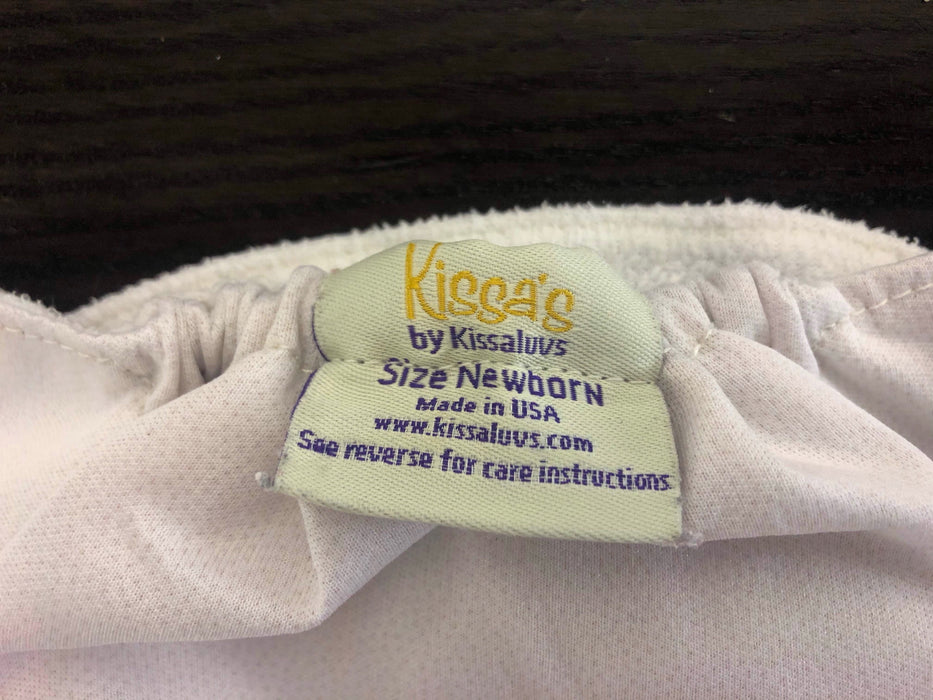 Kissa's
by Kissaluvs
Size Newborn
Made in USA
www.kissaluvs.com
See reverse for care instructions